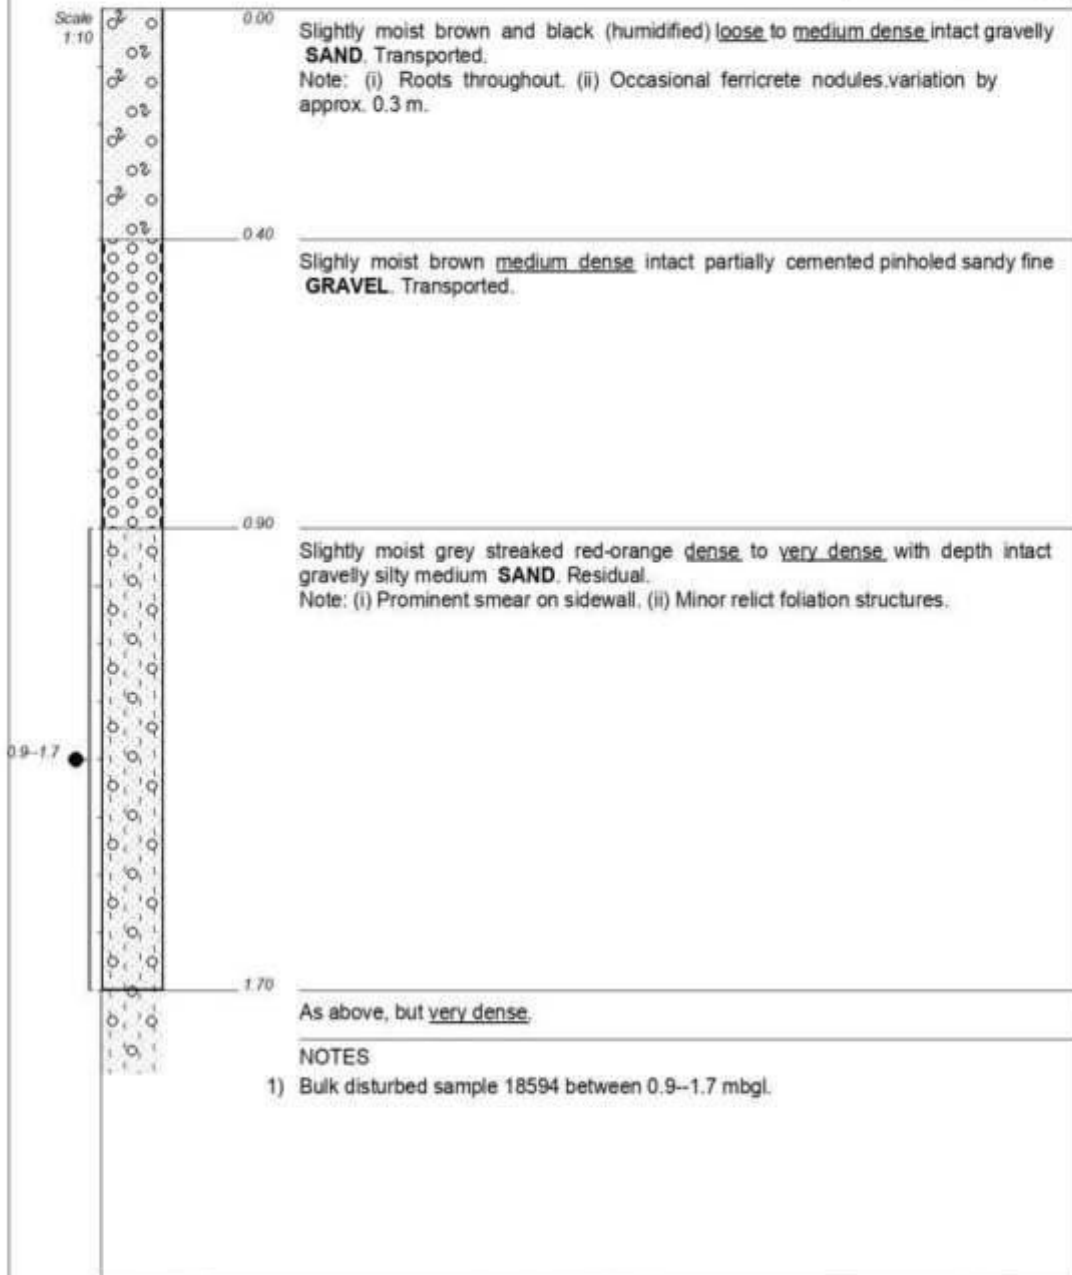 Scale
1:10
0.00
Slightly moist brown and black (humidified) loose to medium dense intact gravelly
SAND. Transported.
Note: (i) Roots throughout. (ii) Occasional ferricrete nodules.variation by
approx. 0.3 m.
0.40
Slighly moist brown medium dense intact partially cemented pinholed sandy fine
GRAVEL. Transported.
0.90
Slightly moist grey streaked red-orange dense to very dense with depth intact
gravelly silty medium SAND. Residual.
Note: (i) Prominent smear on sidewall. (ii) Minor relict foliation structures.
0.9--1.7
1.70
As above, but very dense.
NOTES
1) Bulk disturbed sample 18594 between 0.9--1.7 mbgl.